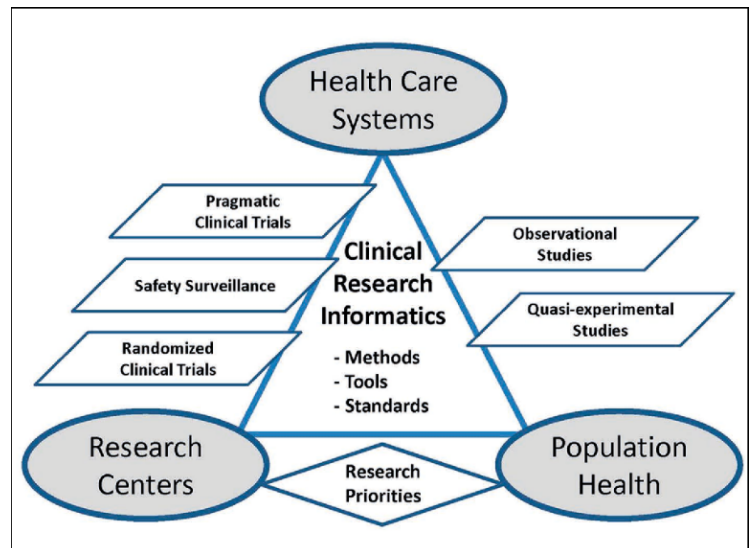 Health Care
Systems
Pragmatic
Clinical Trials
Safety Surveillance
Randomized
Clinical Trials
Clinical
Research
Informatics
- Methods
- Tools
- Standards
Observational
Studies
Quasi-experimental
Studies
Research
Centers
Research
Priorities
Population
Health